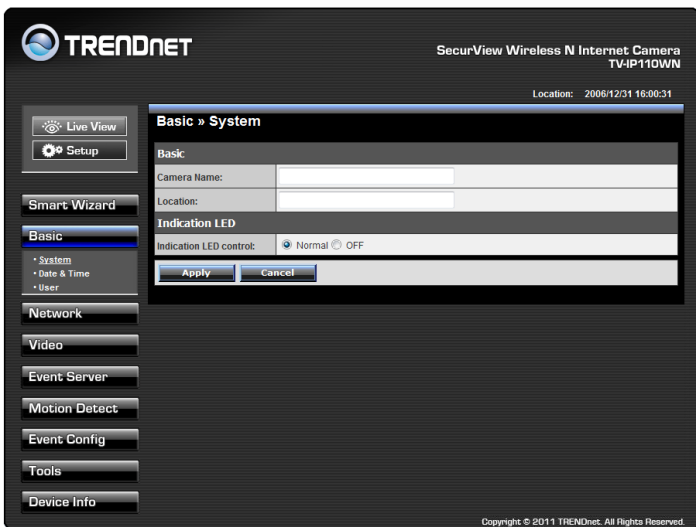 TRENDNET
SecurView Wireless N Internet Camera
TV-IP110WN
Location: 2006/12/31 16:00:31
Live View
Setup
Smart Wizard
Basic
• System
• Date & Time
• User
Network
Video
Event Server
Motion Detect
Event Config
Tools
Device Info
Basic » System
Basic
Camera Name:
Location:
Indication LED
Indication LED control: Normal OFF
Apply Cancel
Copyright © 2011 TRENDnet. All Rights Reserved.